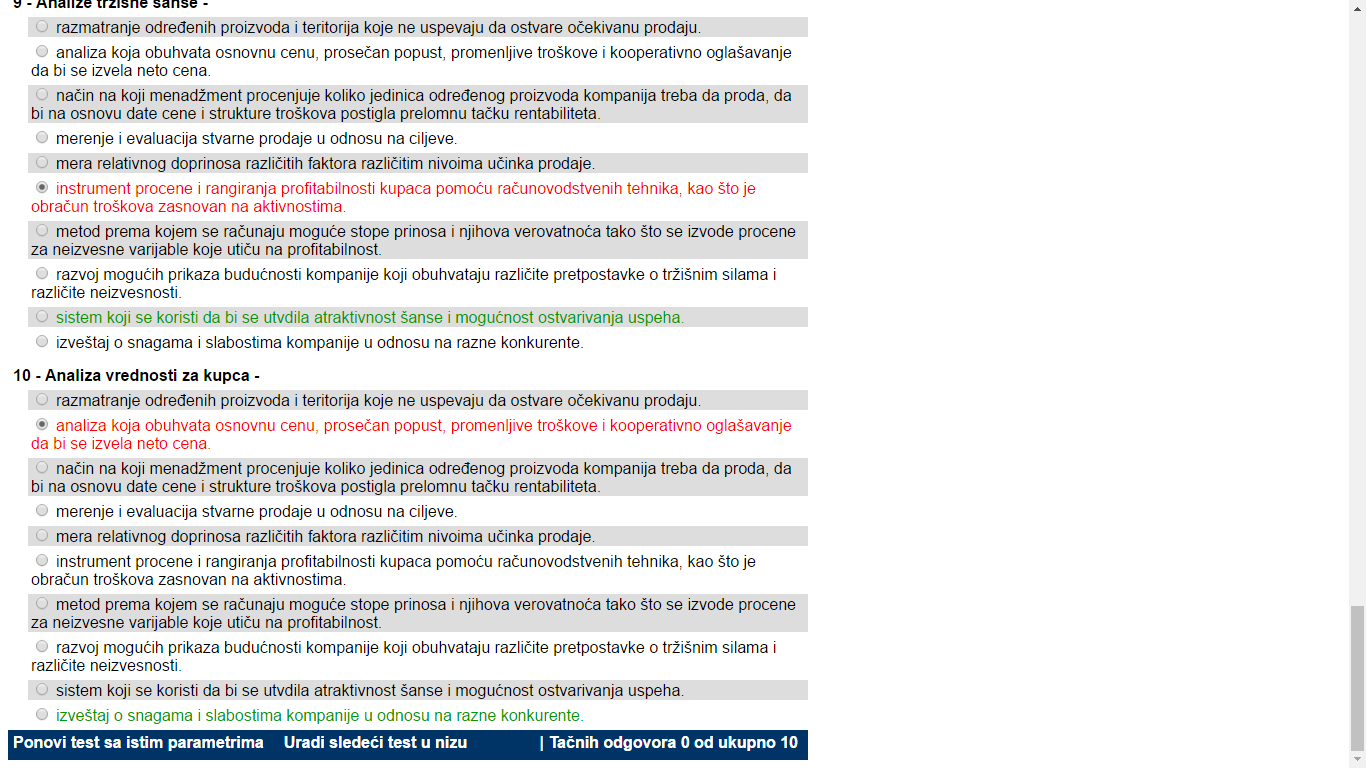 9 - Analize tržišne šanse -
razmatranje određenih proizvoda i teritorija koje ne uspevaju da ostvare očekivanu prodaju.
analiza koja obuhvata osnovnu cenu, prosečan popust, promenljive troškove i kooperativno oglašavanje
da bi se izvela neto cena.
način na koji menadžment procenjuje koliko jedinica određenog proizvoda kompanija treba da proda, da
bi na osnovu date cene i strukture troškova postigla prelomnu tačku rentabiliteta.
merenje i evaluacija stvarne prodaje u odnosu na ciljeve.
mera relativnog doprinosa različitih faktora različitim nivoima učinka prodaje.
instrument procene i rangiranja profitabilnosti kupaca pomoću računovodstvenih tehnika, kao što je
obračun troškova zasnovan na aktivnostima.
metod prema kojem se računaju moguće stope prinosa i njihova verovatnoća tako što se izvode procene
za neizvesne varijable koje utiču na profitabilnost.
razvoj mogućih prikaza budućnosti kompanije koji obuhvataju različite pretpostavke o tržišnim silama i
različite neizvesnosti.
sistem koji se koristi da bi se utvdila atraktivnost šanse i mogućnost ostvarivanja uspeha.
izveštaj o snagama i slabostima kompanije u odnosu na razne konkurente.
10 - Analiza vrednosti za kupca -
razmatranje određenih proizvoda i teritorija koje ne uspevaju da ostvare očekivanu prodaju.
analiza koja obuhvata osnovnu cenu, prosečan popust, promenljive troškove i kooperativno oglašavanje
da bi se izvela neto cena.
način na koji menadžment procenjuje koliko jedinica određenog proizvoda kompanija treba da proda, da
bi na osnovu date cene i strukture troškova postigla prelomnu tačku rentabiliteta.
merenje i evaluacija stvarne prodaje u odnosu na ciljeve.
mera relativnog doprinosa različitih faktora različitim nivoima učinka prodaje.
instrument procene i rangiranja profitabilnosti kupaca pomoću računovodstvenih tehnika, kao što je
obračun troškova zasnovan na aktivnostima.
metod prema kojem se računaju moguće stope prinosa i njihova verovatnoća tako što se izvode procene
za neizvesne varijable koje utiču na profitabilnost.
razvoj mogućih prikaza budućnosti kompanije koji obuhvataju različite pretpostavke o tržišnim silama i
različite neizvesnosti.
sistem koji se koristi da bi se utvdila atraktivnost šanse i mogućnost ostvarivanja uspeha.
izveštaj o snagama i slabostima kompanije u odnosu na razne konkurente.
Ponovi test sa istim parametrima Uradi sledeći test u nizu | Tačnih odgovora 0 od ukupno 10